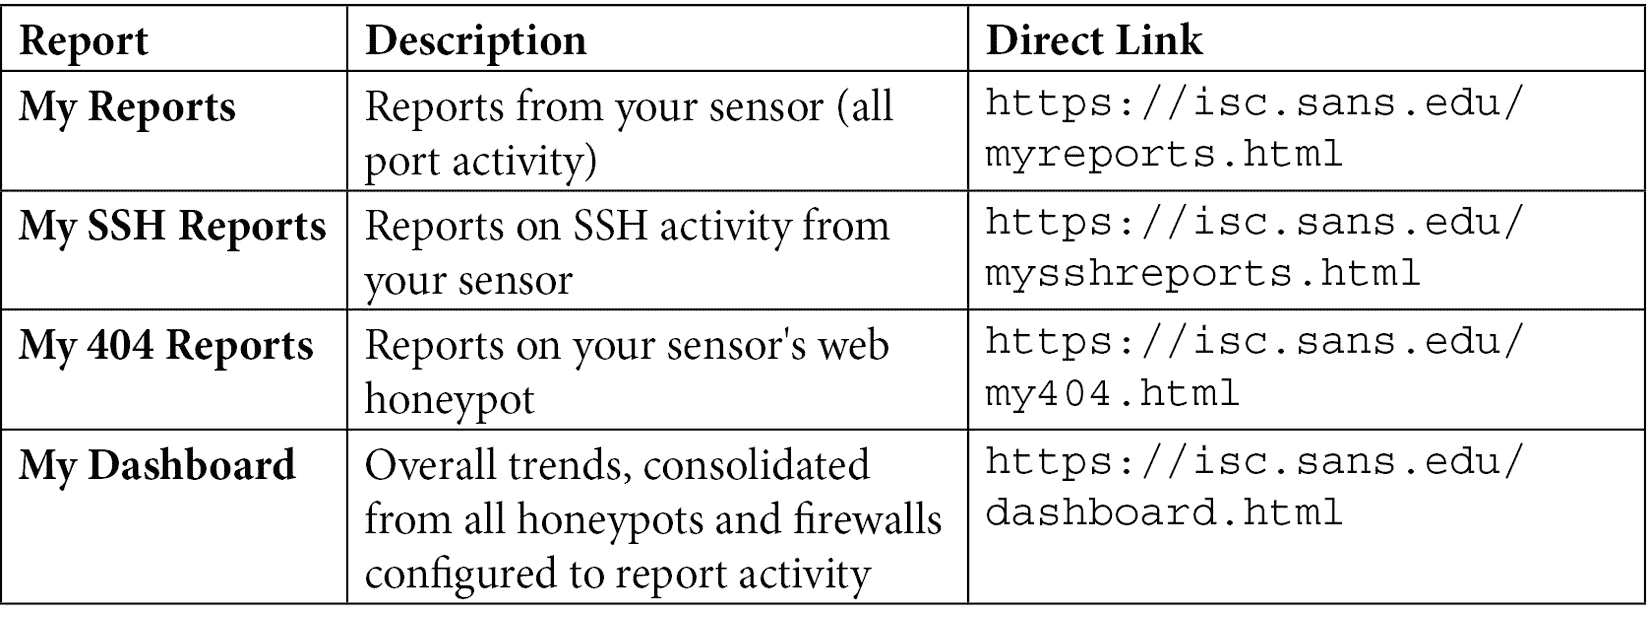 Report Description Direct Link
My Reports Reports from your sensor (all https://isc.sans.edu/
port activity) myreports.html
My SSH Reports Reports on SSH activity from https://isc.sans.edu/
your sensor mysshreports.html
My 404 Reports Reports on your sensor's web https://isc.sans.edu/
honeypot my404.html
My Dashboard Overall trends, consolidated https://isc.sans.edu/
from all honeypots and firewalls dashboard.html
configured to report activity